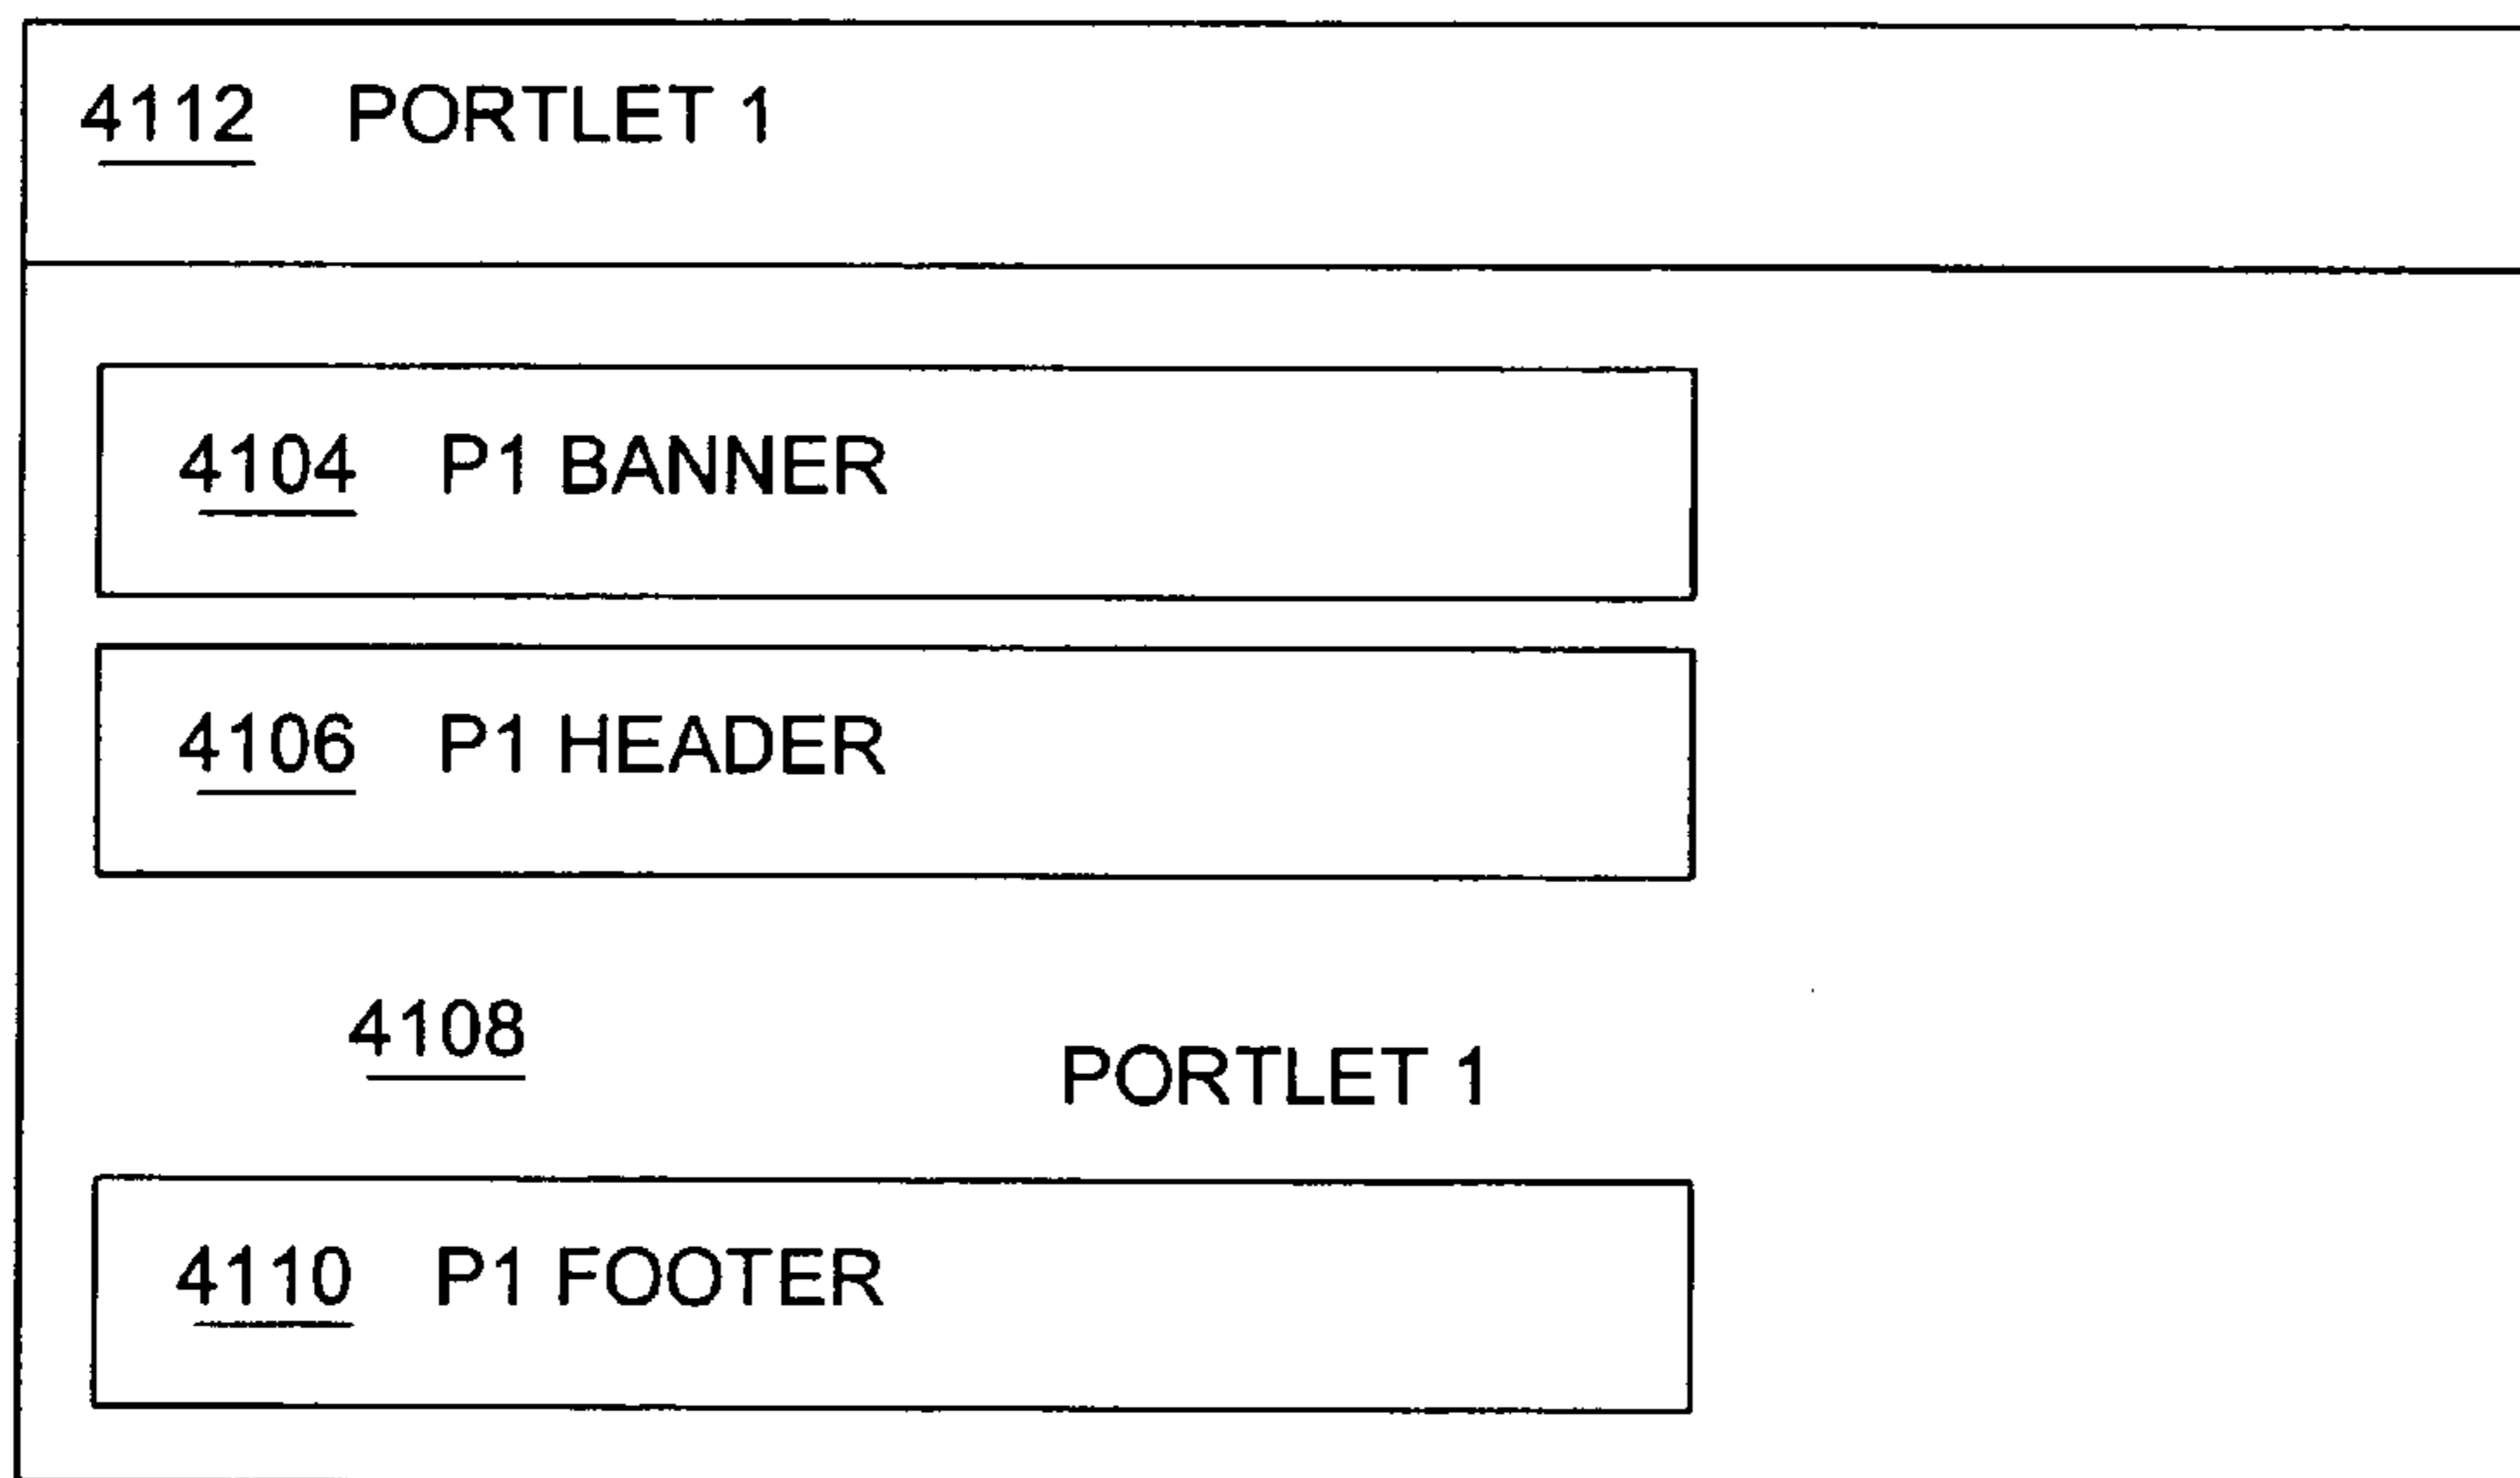 4112 PORTLET 1
4104 P1 BANNER
4106 P1 HEADER
4108
PORTLET 1
4110 P1 FOOTER